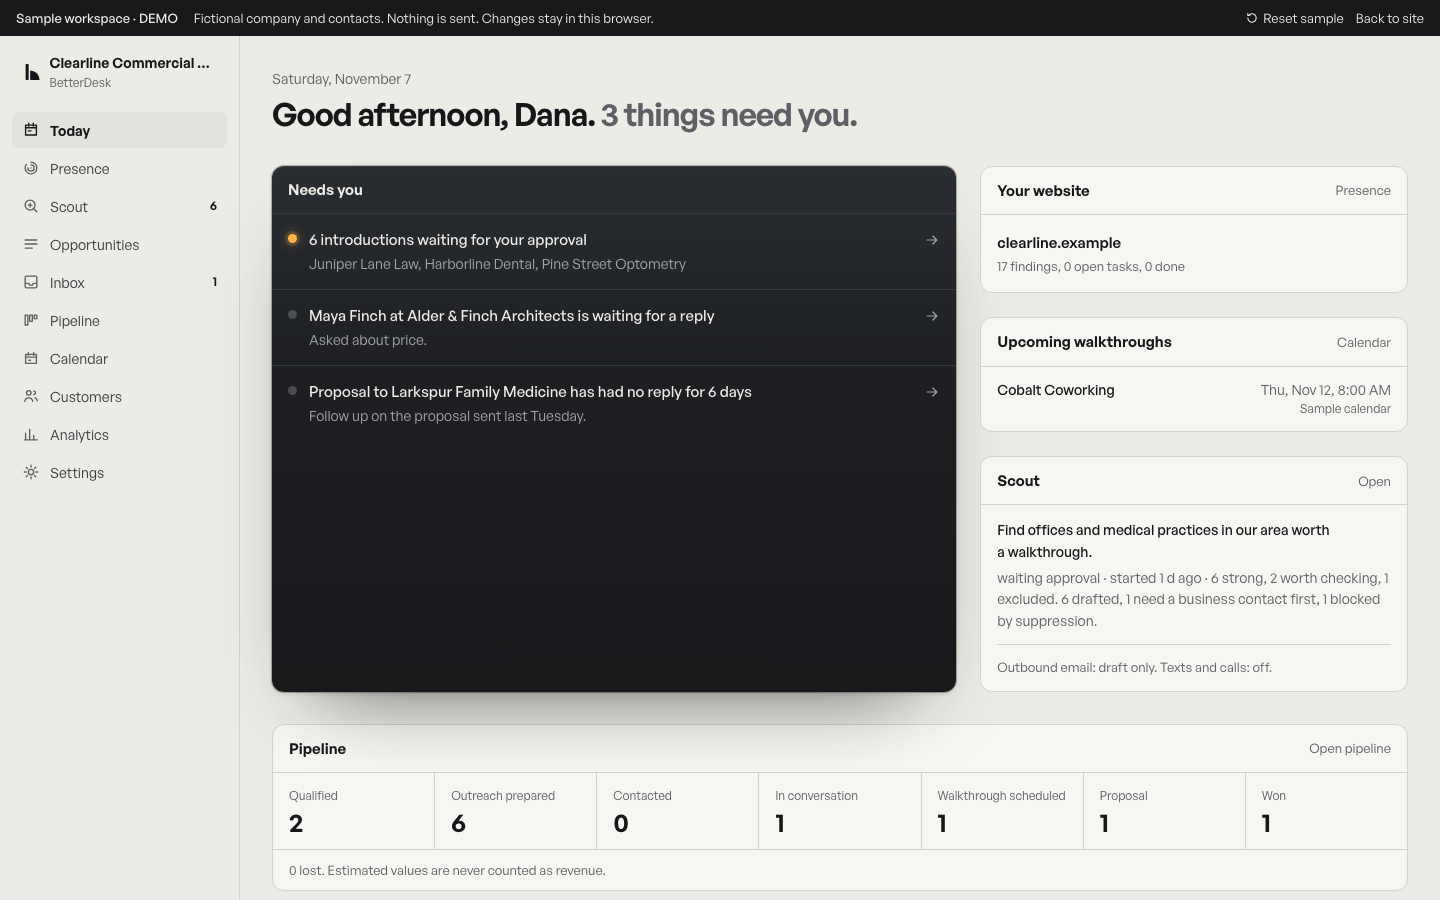 Sample workspace · DEMO
Fictional company and contacts. Nothing is sent. Changes stay in this browser.
Reset sample
Back to site
Clearline Commercial ...
BetterDesk
Today
Presence
Scout 6
Opportunities
Inbox 1
Pipeline
Calendar
Customers
Analytics
Settings
Saturday, November 7
Good afternoon, Dana. 3 things need you.
Needs you
6 introductions waiting for your approval
Juniper Lane Law, Harborline Dental, Pine Street Optometry
Maya Finch at Alder & Finch Architects is waiting for a reply
Asked about price.
Proposal to Larkspur Family Medicine has had no reply for 6 days
Follow up on the proposal sent last Tuesday.
Your website
Presence
clearline.example
17 findings, 0 open tasks, 0 done
Upcoming walkthroughs
Calendar
Cobalt Coworking
Thu, Nov 12, 8:00 AM
Sample calendar
Scout
Open
Find offices and medical practices in our area worth
a walkthrough.
waiting approval · started 1 d ago · 6 strong, 2 worth checking, 1
excluded. 6 drafted, 1 need a business contact first, 1 blocked
by suppression.
Outbound email: draft only. Texts and calls: off.
Pipeline
Open pipeline
Qualified
2
Outreach prepared
6
Contacted
0
In conversation
1
Walkthrough scheduled
1
Proposal
1
Won
1
0 lost. Estimated values are never counted as revenue.